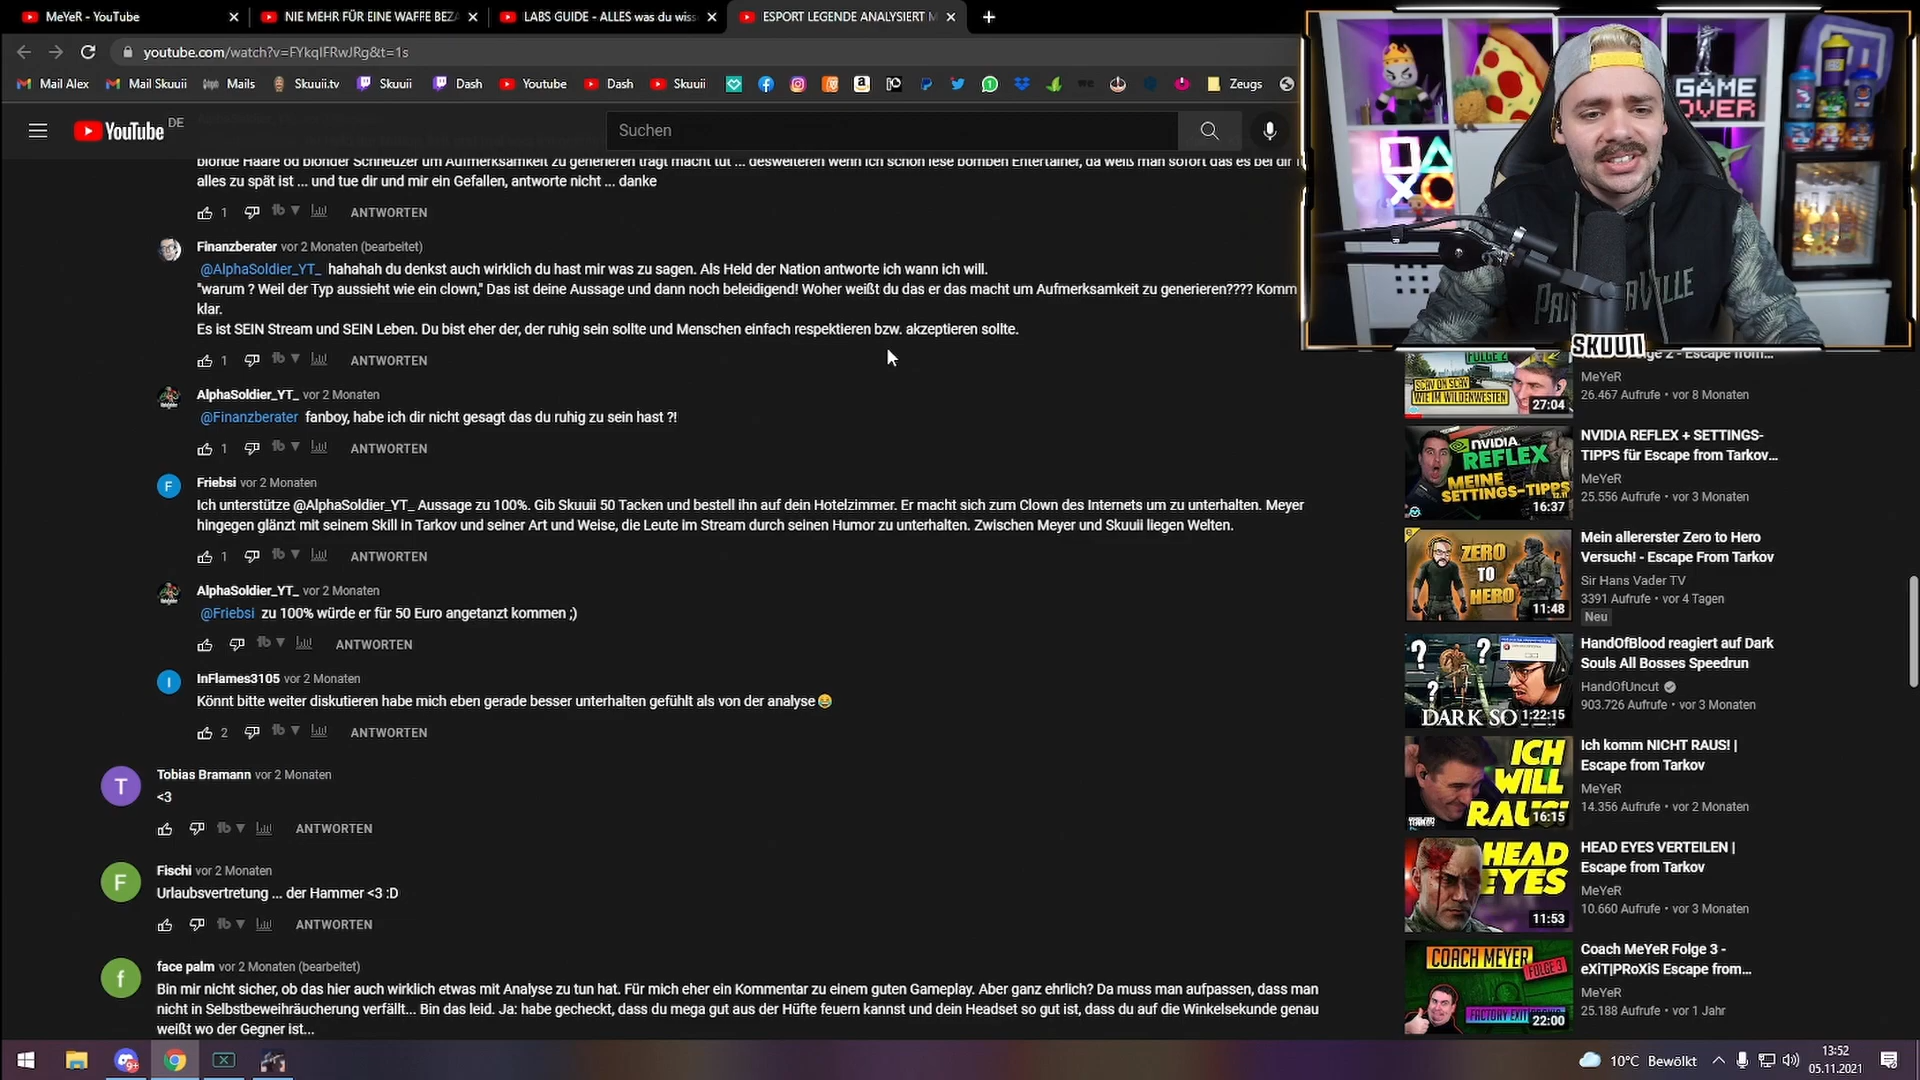 MeYeR - YouTube
NIE MEHR FÜR EINE WAFFE BEZA
LABS GUIDE - ALLES was du wiss
ESPORT LEGENDE ANALYSIERT M
youtube.com/watch?v=FYkqIFRwJRg&t=1s
Mail Alex
Mail Skuuii
Mails
Skuuii.tv
Skuuii
Dash
Youtube
Dash
Skuuii
Zeugs
YouTube DE
Suchen
GAME
OVER
blonde Haare od blonder Schneuzer um Aufmerksamkeit zu generieren trägt macht tut ... desweiteren wenn ich schon lese bomben Entertainer, da weiß man sofort das es bei dir
alles zu spät ist ... und tue dir und mir ein Gefallen, antworte nicht ... danke
1 ANTWORTEN
Finanzberater vor 2 Monaten (bearbeitet)
@AlphaSoldier_YT_ hahahah du denkst auch wirklich du hast mir was zu sagen. Als Held der Nation antworte ich wann ich will.
"warum ? Weil der Typ aussieht wie ein clown," Das ist deine Aussage und dann noch beleidigend! Woher weißt du das er das macht um Aufmerksamkeit zu generieren???? Komm
klar.
Es ist SEIN Stream und SEIN Leben. Du bist eher der, der ruhig sein sollte und Menschen einfach respektieren bzw. akzeptieren sollte.
1 ANTWORTEN
AlphaSoldier_YT_ vor 2 Monaten
@Finanzberater fanboy, habe ich dir nicht gesagt das du ruhig zu sein hast ?!
1 ANTWORTEN
F
Friebsi vor 2 Monaten
Ich unterstütze @AlphaSoldier_YT_ Aussage zu 100%. Gib Skuuii 50 Tacken und bestell ihn auf dein Hotelzimmer. Er macht sich zum Clown des Internets um zu unterhalten. Meyer
hingegen glänzt mit seinem Skill in Tarkov und seiner Art und Weise, die Leute im Stream durch seinen Humor zu unterhalten. Zwischen Meyer und Skuuii liegen Welten.
1 ANTWORTEN
AlphaSoldier_YT_ vor 2 Monaten
@Friebsi zu 100% würde er für 50 Euro angetanzt kommen ;)
ANTWORTEN
I
InFlames3105 vor 2 Monaten
Könnt bitte weiter diskutieren habe mich eben gerade besser unterhalten gefühlt als von der analyse😂
2 ANTWORTEN
T
Tobias Bramann vor 2 Monaten
<3
ANTWORTEN
F
Fischi vor 2 Monaten
Urlaubsvertretung ... der Hammer <3 :D
ANTWORTEN
f
face palm vor 2 Monaten (bearbeitet)
Bin mir nicht sicher, ob das hier auch wirklich etwas mit Analyse zu tun hat. Für mich eher ein Kommentar zu einem guten Gameplay. Aber ganz ehrlich? Da muss man aufpassen, dass man
nicht in Selbstbeweihräucherung verfällt... Bin das leid. Ja: habe gecheckt, dass du mega gut aus der Hüfte feuern kannst und dein Headset so gut ist, dass du auf die Winkelsekunde genau
weißt wo der Gegner ist...
SKUUII
FOLGE 2
SCAV ON SCAV
WIE IM WILDENWESTEN
27:04
MeYeR
26.467 Aufrufe • vor 8 Monaten
NVIDIA
REFLEX
MEINE
SETTINGS-TIPPS
12.11
16:37
NVIDIA REFLEX + SETTINGS-
TIPPS für Escape from Tarkov...
MeYeR
25.556 Aufrufe • vor 3 Monaten
ZERO
TO
HERO
11:48
Mein allererster Zero to Hero
Versuch! - Escape From Tarkov
Sir Hans Vader TV
3391 Aufrufe • vor 4 Tagen
Neu
DARK SO
1:22:15
HandOfBlood reagiert auf Dark
Souls All Bosses Speedrun
HandOfUncut
903.726 Aufrufe • vor 3 Monaten
ICH
WILL
RAUS!
16:15
Ich komm NICHT RAUS! |
Escape from Tarkov
MeYeR
14.356 Aufrufe • vor 2 Monaten
HEAD
EYES
11:53
HEAD EYES VERTEILEN |
Escape from Tarkov
MeYeR
10.660 Aufrufe • vor 3 Monaten
COACH MEYER
FOLGE 3
22:00
Coach MeYeR Folge 3 -
eXiT|PRoXiS Escape from...
MeYeR
25.188 Aufrufe • vor 1 Jahr
9+
10°C Bewölkt
13:52
05.11.2021